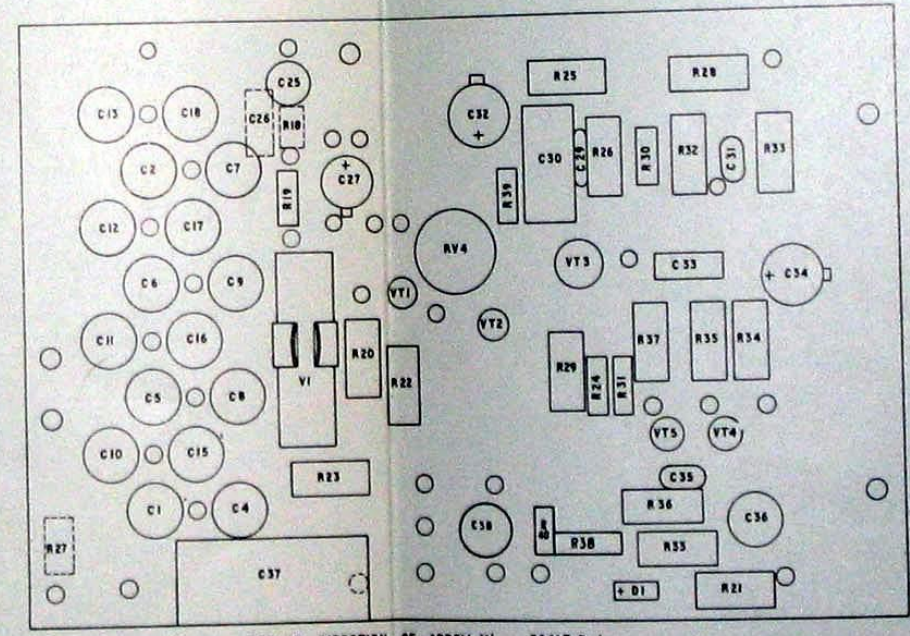 C13 C18 C25 C26 R18 C32 R25 R28
C2 C7 C27 R19 R39 C30 C29 R26 R30 R32 C31 R33
C12 C17 RV4
C6 C9 VT1 VT2 VT3 C33 C34
C11 C16 V1 R20 R22 R29 R24 R31 R37 R35 R34
C5 C8 VT5 VT4
C10 C15 R23 C35
C1 C4 C38 R40 R38 R36 C36
R27 C37 R33 D1 R21